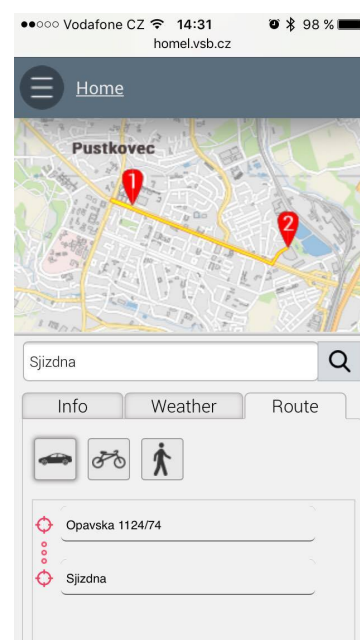 Vodafone CZ 14:31 98 %
homel.vsb.cz
Home
Pustkovec
1
2
Sjizdna
Info Weather Route
Opavska 1124/74
Sjizdna